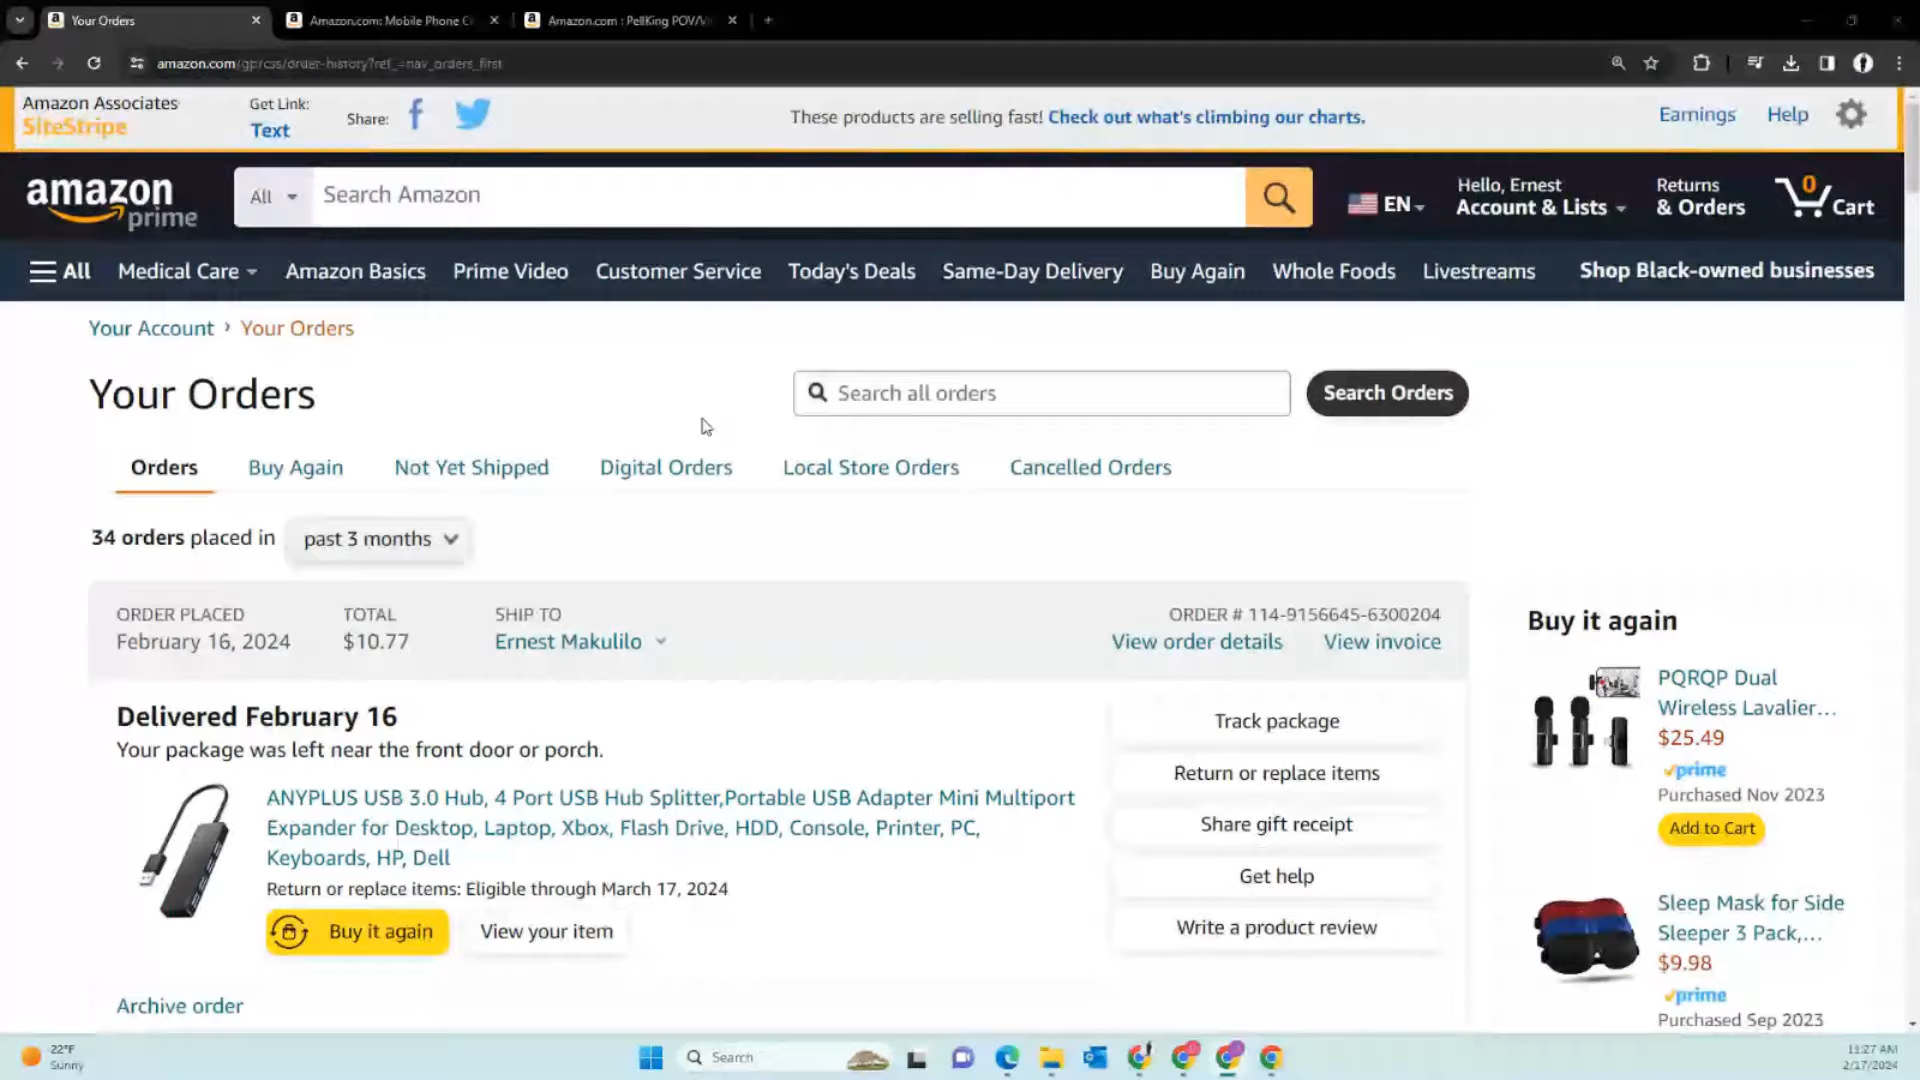 Your Orders
Amazon.com: Mobile Phone C
Amazon.com : PellKing POV/Vl
amazon.com/gp/css/order-history?ref_=nav_orders_first
Amazon Associates
SiteStripe
Get Link:
Text
Share:
These products are selling fast! Check out what's climbing our charts.
Earnings
Help
amazon
prime
All
Search Amazon
EN
Hello, Ernest
Account & Lists
Returns
& Orders
0
Cart
All
Medical Care
Amazon Basics
Prime Video
Customer Service
Today's Deals
Same-Day Delivery
Buy Again
Whole Foods
Livestreams
Shop Black-owned businesses
Your Account › Your Orders
Your Orders
Search all orders
Search Orders
Orders
Buy Again
Not Yet Shipped
Digital Orders
Local Store Orders
Cancelled Orders
34 orders placed in
past 3 months
ORDER PLACED
February 16, 2024
TOTAL
$10.77
SHIP TO
Ernest Makulilo
ORDER # 114-9156645-6300204
View order details
View invoice
Delivered February 16
Your package was left near the front door or porch.
ANYPLUS USB 3.0 Hub, 4 Port USB Hub Splitter,Portable USB Adapter Mini Multiport
Expander for Desktop, Laptop, Xbox, Flash Drive, HDD, Console, Printer, PC,
Keyboards, HP, Dell
Return or replace items: Eligible through March 17, 2024
Buy it again
View your item
Track package
Return or replace items
Share gift receipt
Get help
Write a product review
Archive order
Buy it again
PQRQP Dual
Wireless Lavalier...
$25.49
prime
Purchased Nov 2023
Add to Cart
Sleep Mask for Side
Sleeper 3 Pack,...
$9.98
prime
Purchased Sep 2023
22°F
Sunny
Search
11:27 AM
2/17/2024